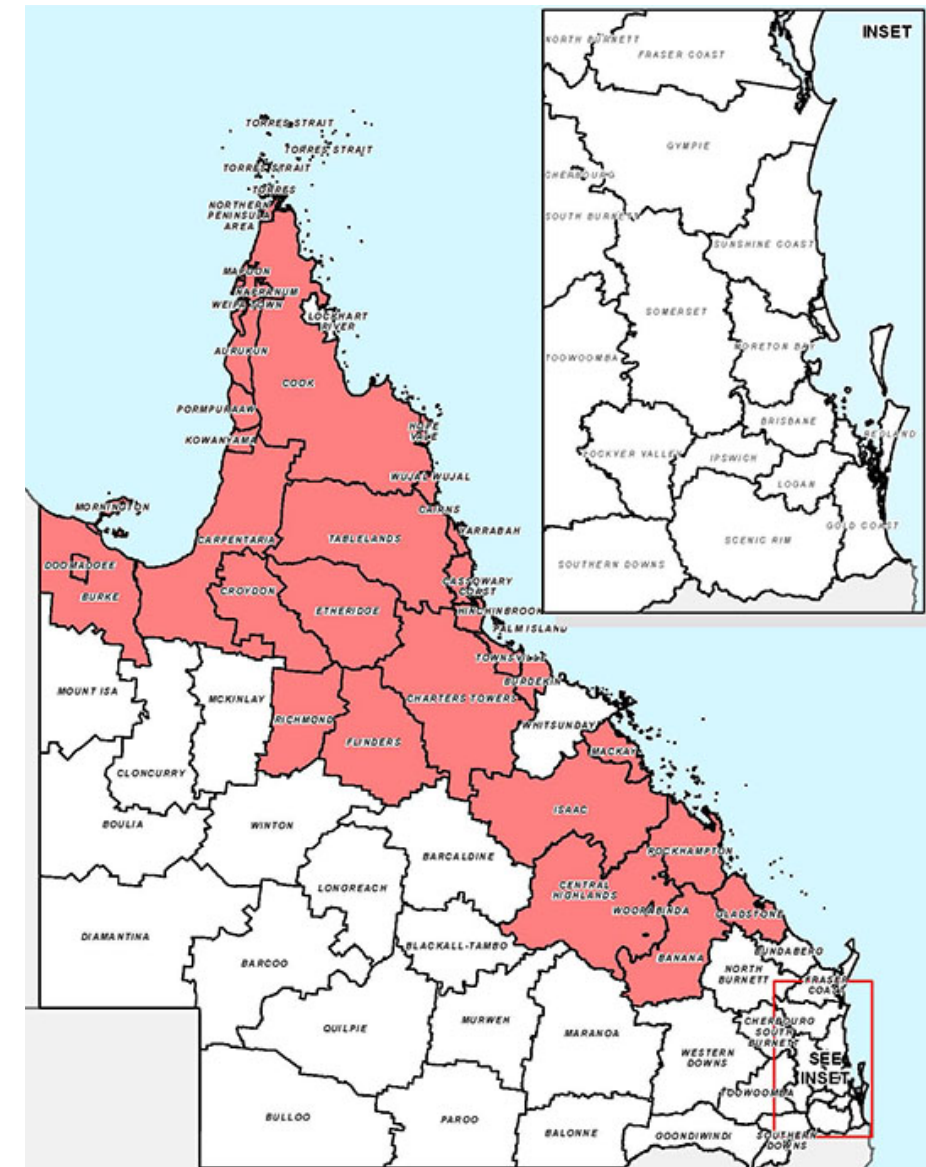 INSET
NORTH BURNETT
FRASER COAST
GYMPIE
CHERBOURG
SOUTH BURNETT
SUNSHINE COAST
SOMERSET
TOOWOOMBA
MORETON BAY
BRISBANE
REDLAND
LOCKYER VALLEY
IPSWICH
LOGAN
GOLD COAST
SCENIC RIM
SOUTHERN DOWNS
TORRES STRAIT
TORRES STRAIT
TORRES STRAIT
TORRES
NORTHERN
PENINSULA
AREA
MAPOON
NAPRANUM
WEIPA TOWN
LOCKHART
RIVER
AURUKUN
COOK
PORMPURAAW
HOPE
VALE
KOWANYAMA
WUJAL WUJAL
MORNINGTON
CAIRNS
YARRABAH
CARPENTARIA
TABLELANDS
DOOMADGEE
BURKE
CROYDON
CASSOWARY
COAST
ETHERIDGE
HINCHINBROOK
PALM ISLAND
TOWNSVILLE
BURDEKIN
MOUNT ISA
MCKINLAY
CHARTERS TOWERS
RICHMOND
WHITSUNDAY
FLINDERS
MACKAY
CLONCURRY
ISAAC
BOULIA
WINTON
ROCKHAMPTON
BARCALDINE
LONGREACH
CENTRAL
HIGHLANDS
WOORABINDA
GLADSTONE
DIAMANTINA
BLACKALL-TAMBO
BARCOO
BANANA
BUNDABERG
NORTH
BURNETT
FRASER
COAST
QUILPIE
MURWEH
MARANOA
CHERBOURG
SOUTH
BURNETT
WESTERN
DOWNS
SEE
INSET
TOOWOOMBA
BULLOO
PAROO
BALONNE
GOONDIWINDI
SOUTHERN
DOWNS